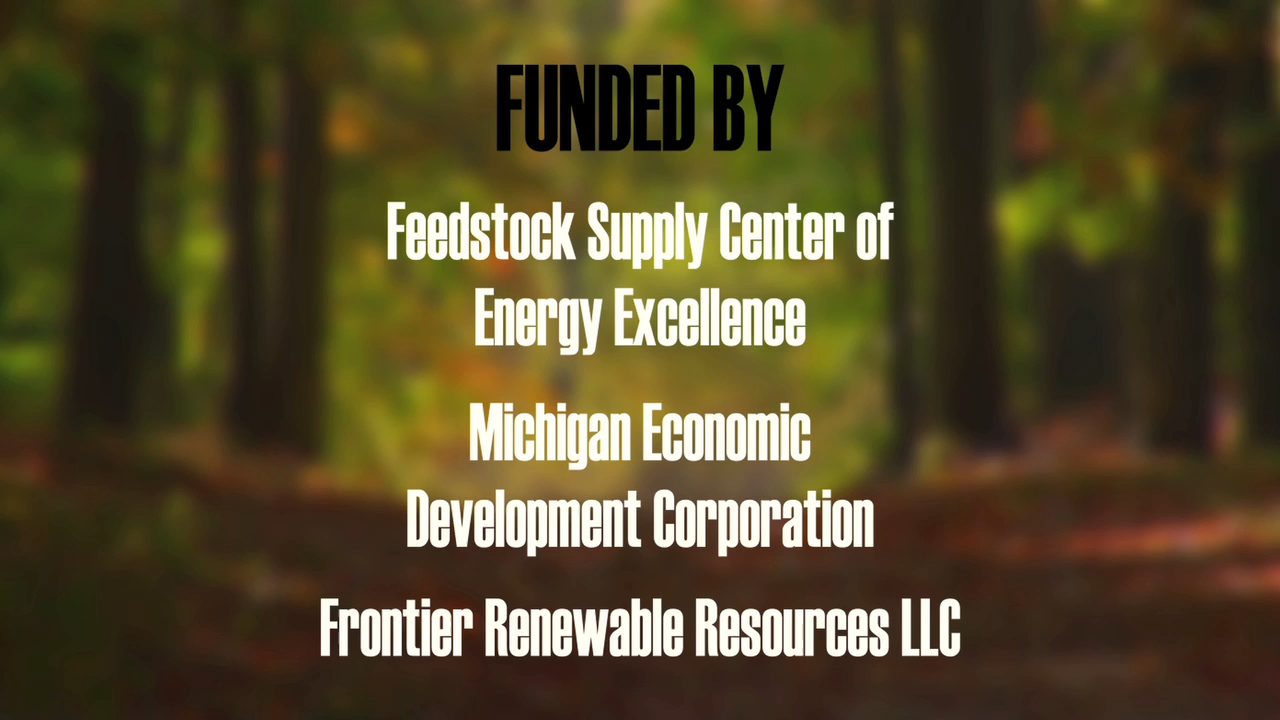 FUNDED BY
Feedstock Supply Center of
Energy Excellence
Michigan Economic
Development Corporation
Frontier Renewable Resources LLC